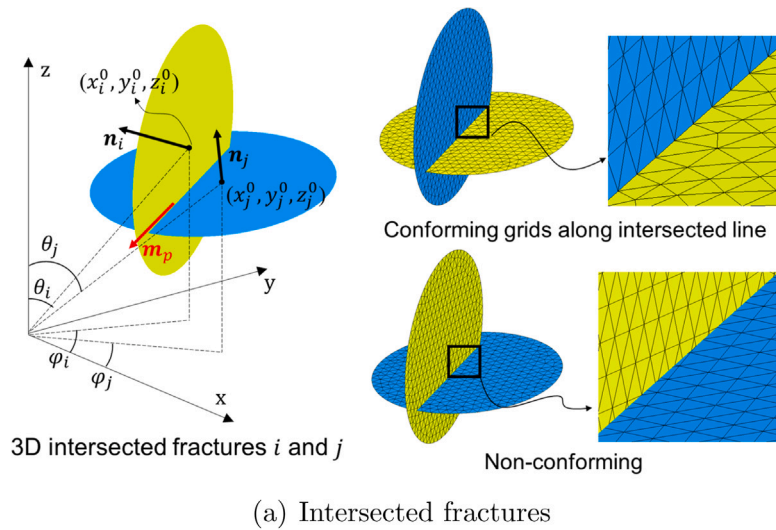 z
(x_i^0, y_i^0, z_i^0)
n_i
n_j
(x_j^0, y_j^0, z_j^0)
m_p
θ_j
θ_i
y
φ_i
φ_j
x
3D intersected fractures i and j
Conforming grids along intersected line
Non-conforming
(a) Intersected fractures